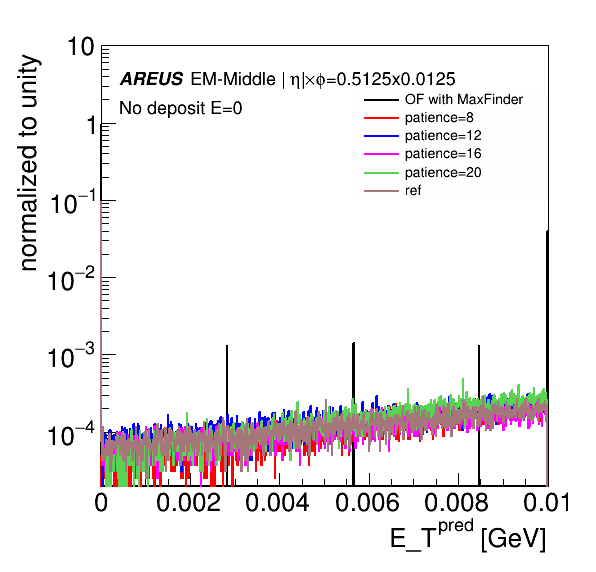 10
AREUS EM-Middle | η|×ϕ=0.5125x0.0125
No deposit E=0
OF with MaxFinder
patience=8
patience=12
patience=16
patience=20
ref
normalized to unity
1
10⁻¹
10⁻²
10⁻³
10⁻⁴
0 0.002 0.004 0.006 0.008 0.01
E_T^pred [GeV]